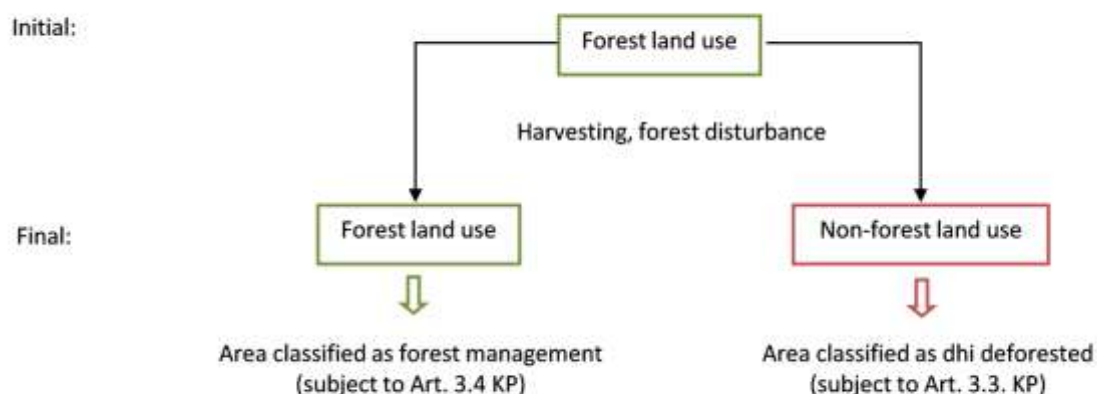 Initial:
Forest land use
Harvesting, forest disturbance
Final:
Forest land use
Non-forest land use
Area classified as forest management
(subject to Art. 3.4 KP)
Area classified as dhi deforested
(subject to Art. 3.3. KP)